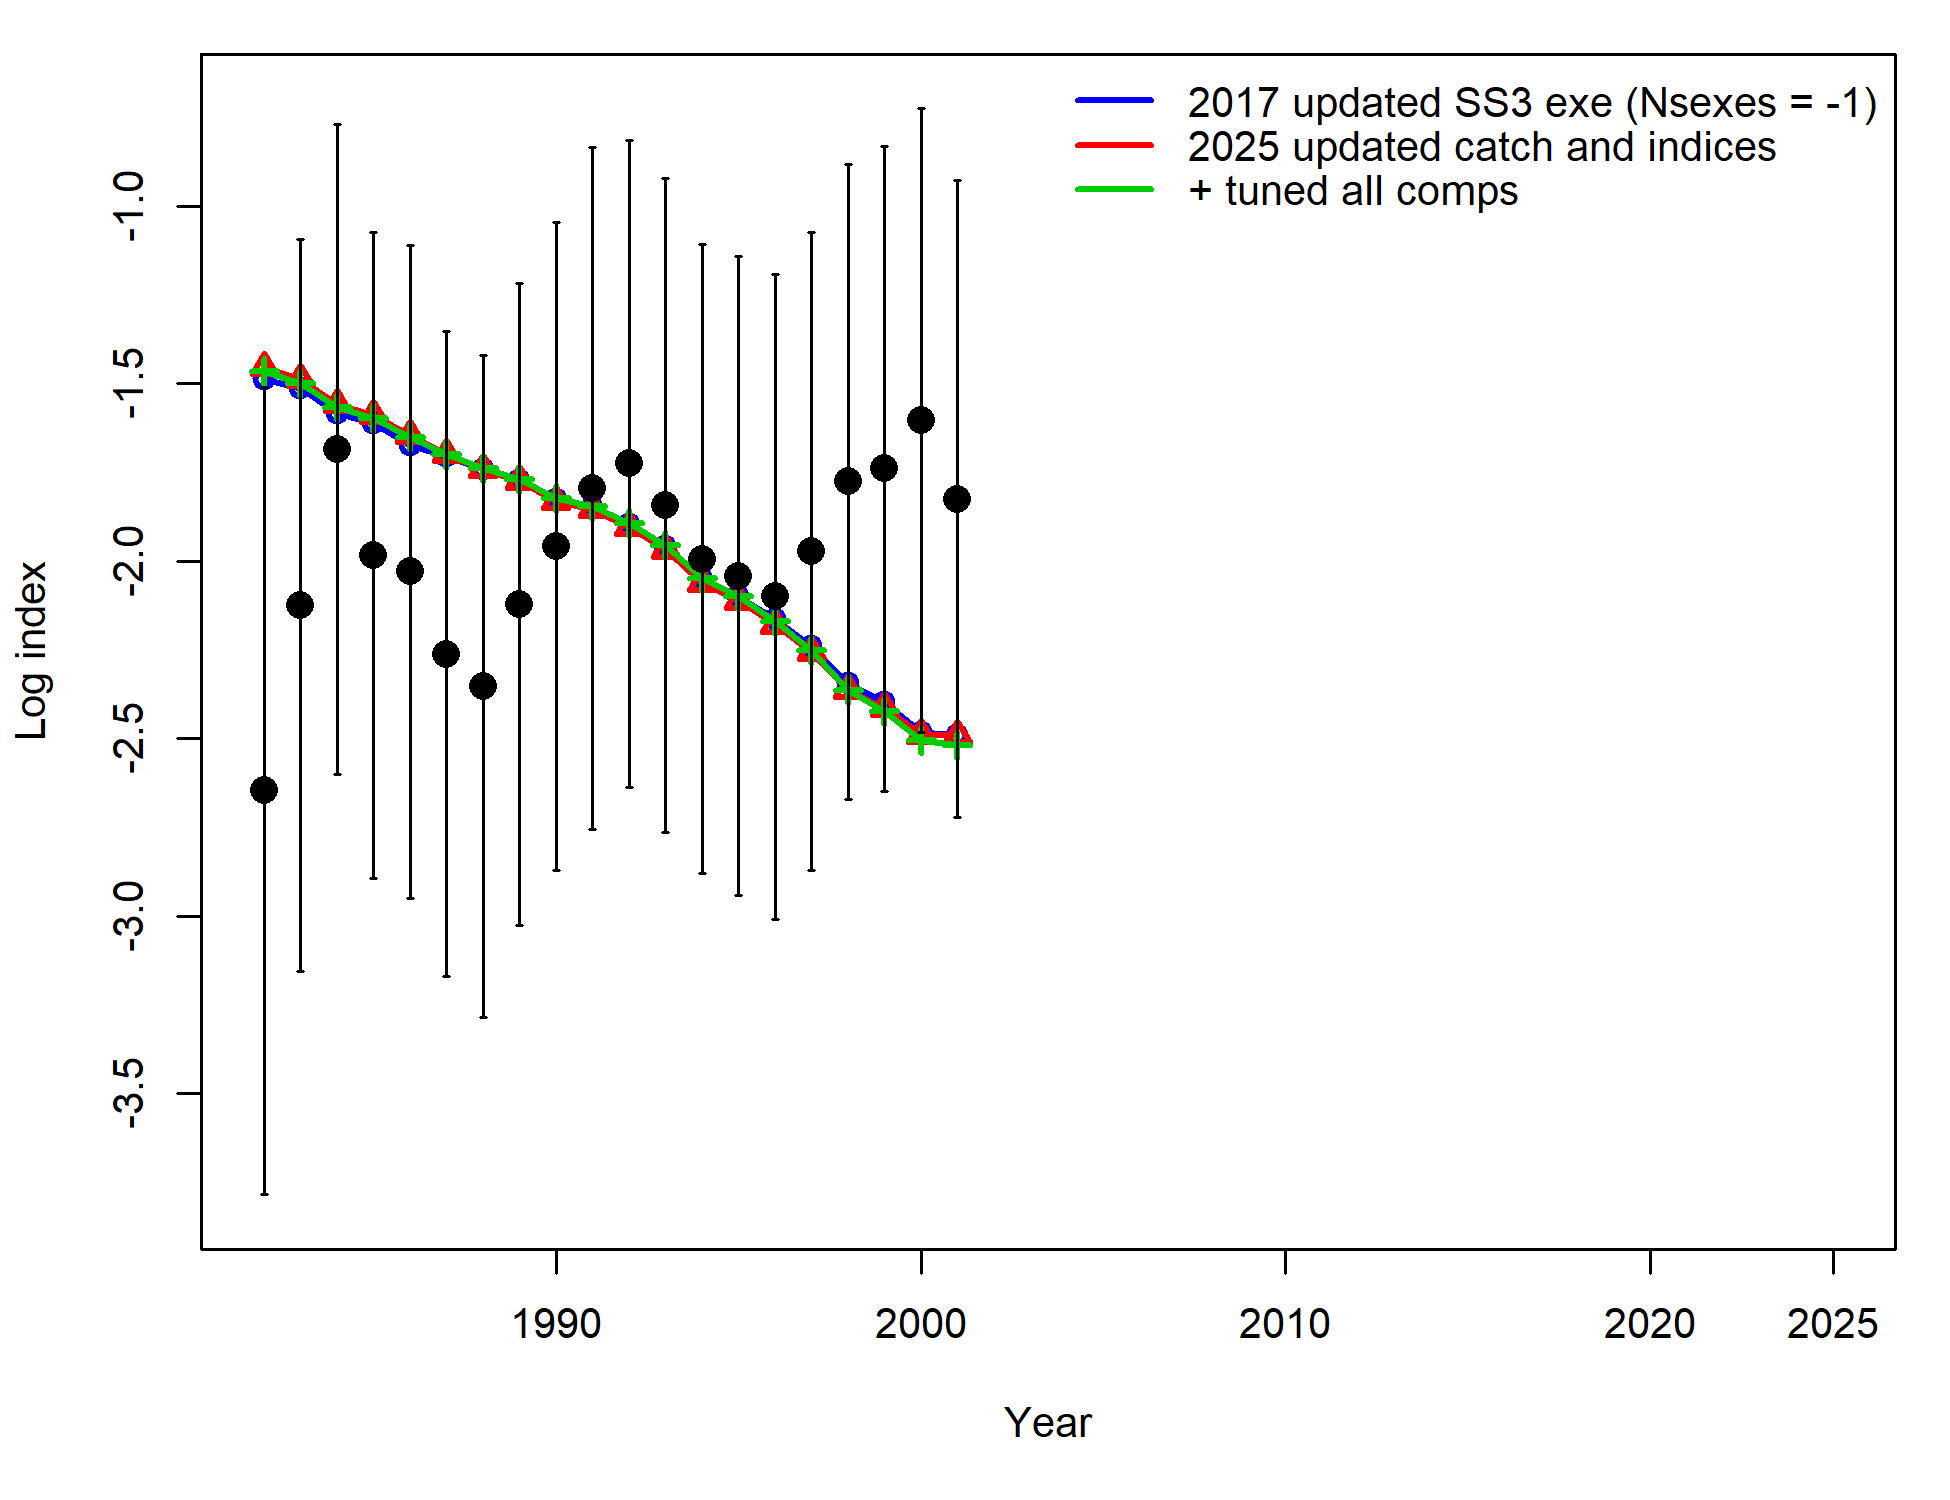 2017 updated SS3 exe (Nsexes = -1)
2025 updated catch and indices
+ tuned all comps
Log index
-1.0
-1.5
-2.0
-2.5
-3.0
-3.5
1990
2000
2010
2020
2025
Year